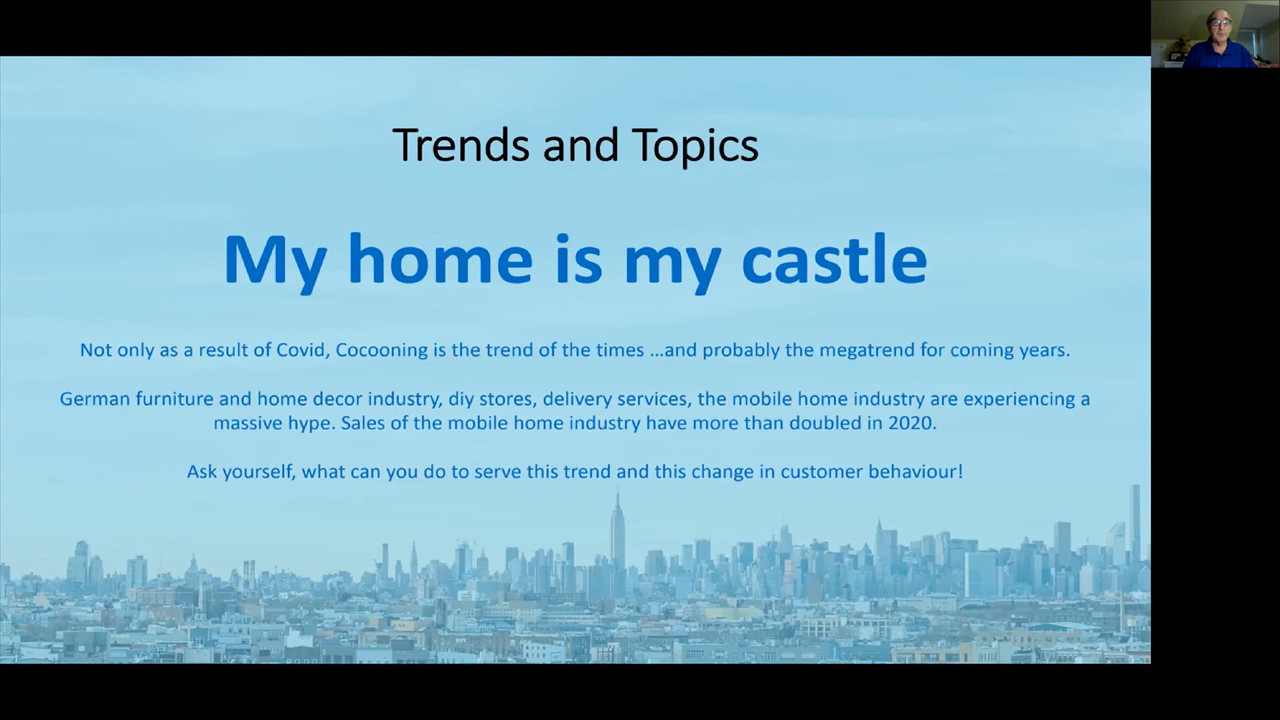 Trends and Topics
My home is my castle
Not only as a result of Covid, Cocooning is the trend of the times ...and probably the megatrend for coming years.
German furniture and home decor industry, diy stores, delivery services, the mobile home industry are experiencing a
massive hype. Sales of the mobile home industry have more than doubled in 2020.
Ask yourself, what can you do to serve this trend and this change in customer behaviour!